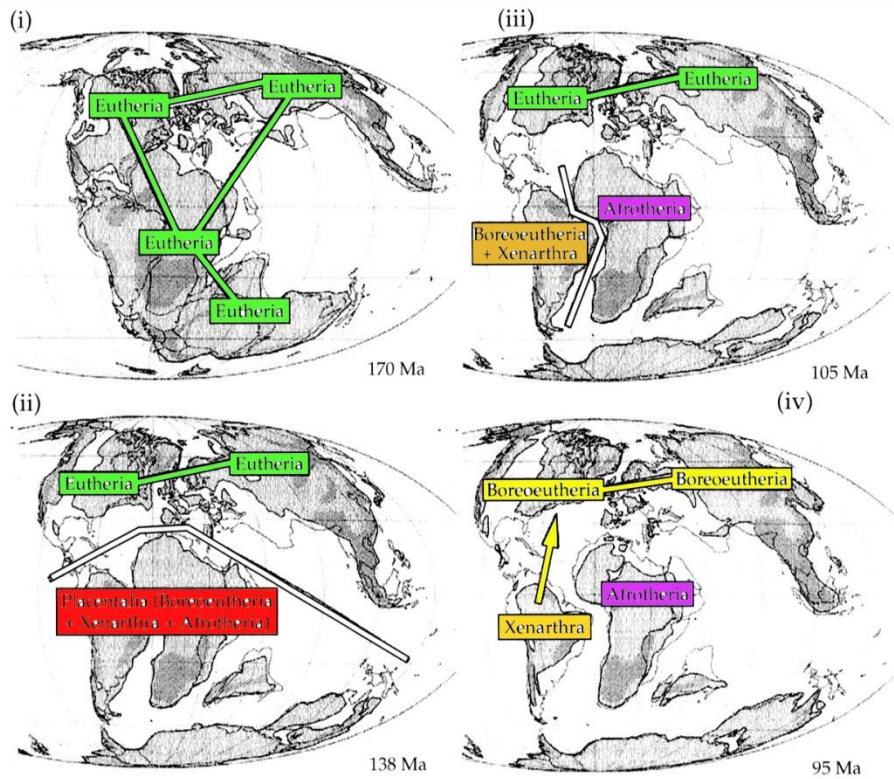 (i)
Eutheria
Eutheria
Eutheria
Eutheria
170 Ma
(ii)
Eutheria
Eutheria
Placentalia (Boreoeutheria
+ Xenarthra + Afrotheria)
138 Ma
(iii)
Eutheria
Eutheria
Afrotheria
Boreoeutheria
+ Xenarthra
105 Ma
(iv)
Boreoeutheria
Boreoeutheria
Afrotheria
Xenarthra
95 Ma